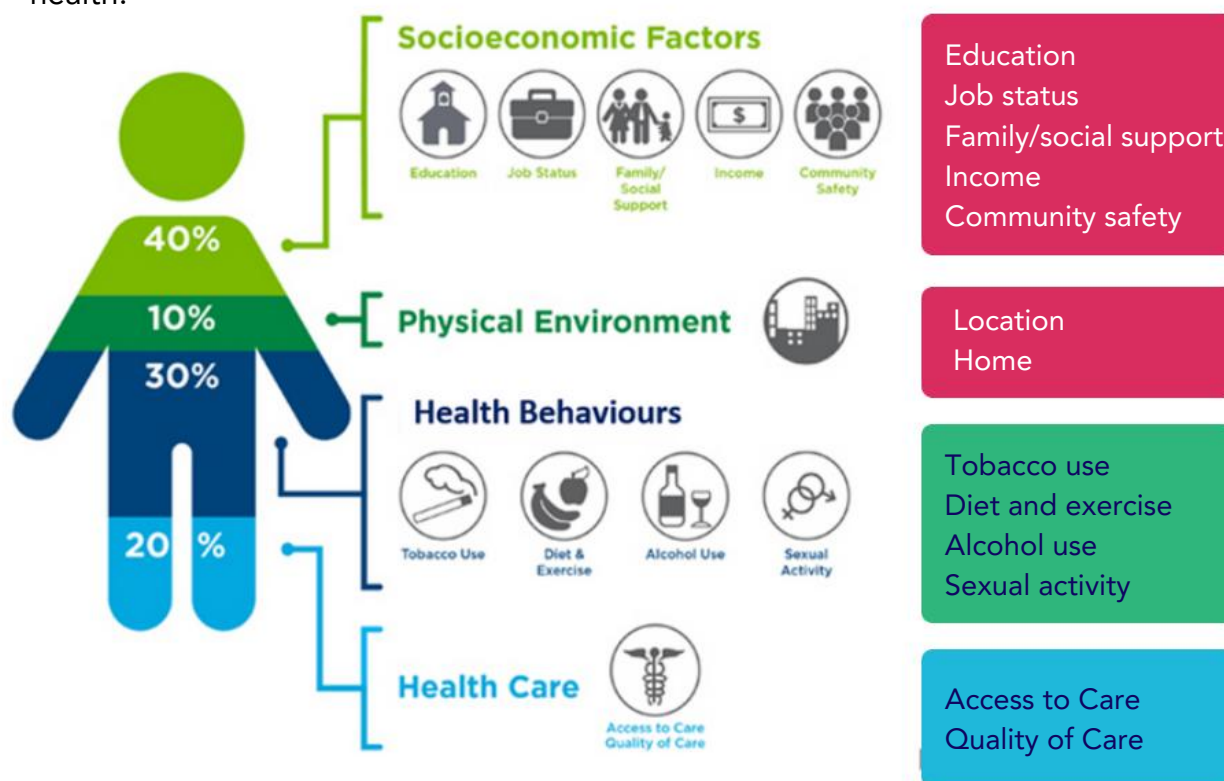 health.
Socioeconomic Factors
Education
Job Status
Family/
Social
Support
Income
Community
Safety
40%
10%
30%
20 %
Physical Environment
Health Behaviours
Tobacco Use
Diet &
Exercise
Alcohol Use
Sexual
Activity
Health Care
Access to Care
Quality of Care
Education
Job status
Family/social support
Income
Community safety
Location
Home
Tobacco use
Diet and exercise
Alcohol use
Sexual activity
Access to Care
Quality of Care